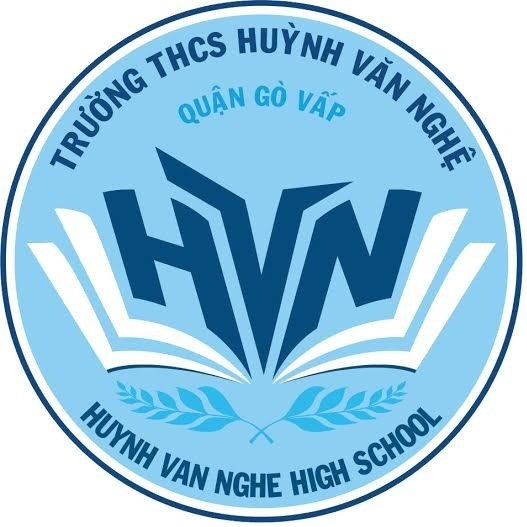 TRƯỜNG THCS HUỲNH VĂN NGHỆ
QUẬN GÒ VẤP
HVN
HUYNH VAN NGHE HIGH SCHOOL